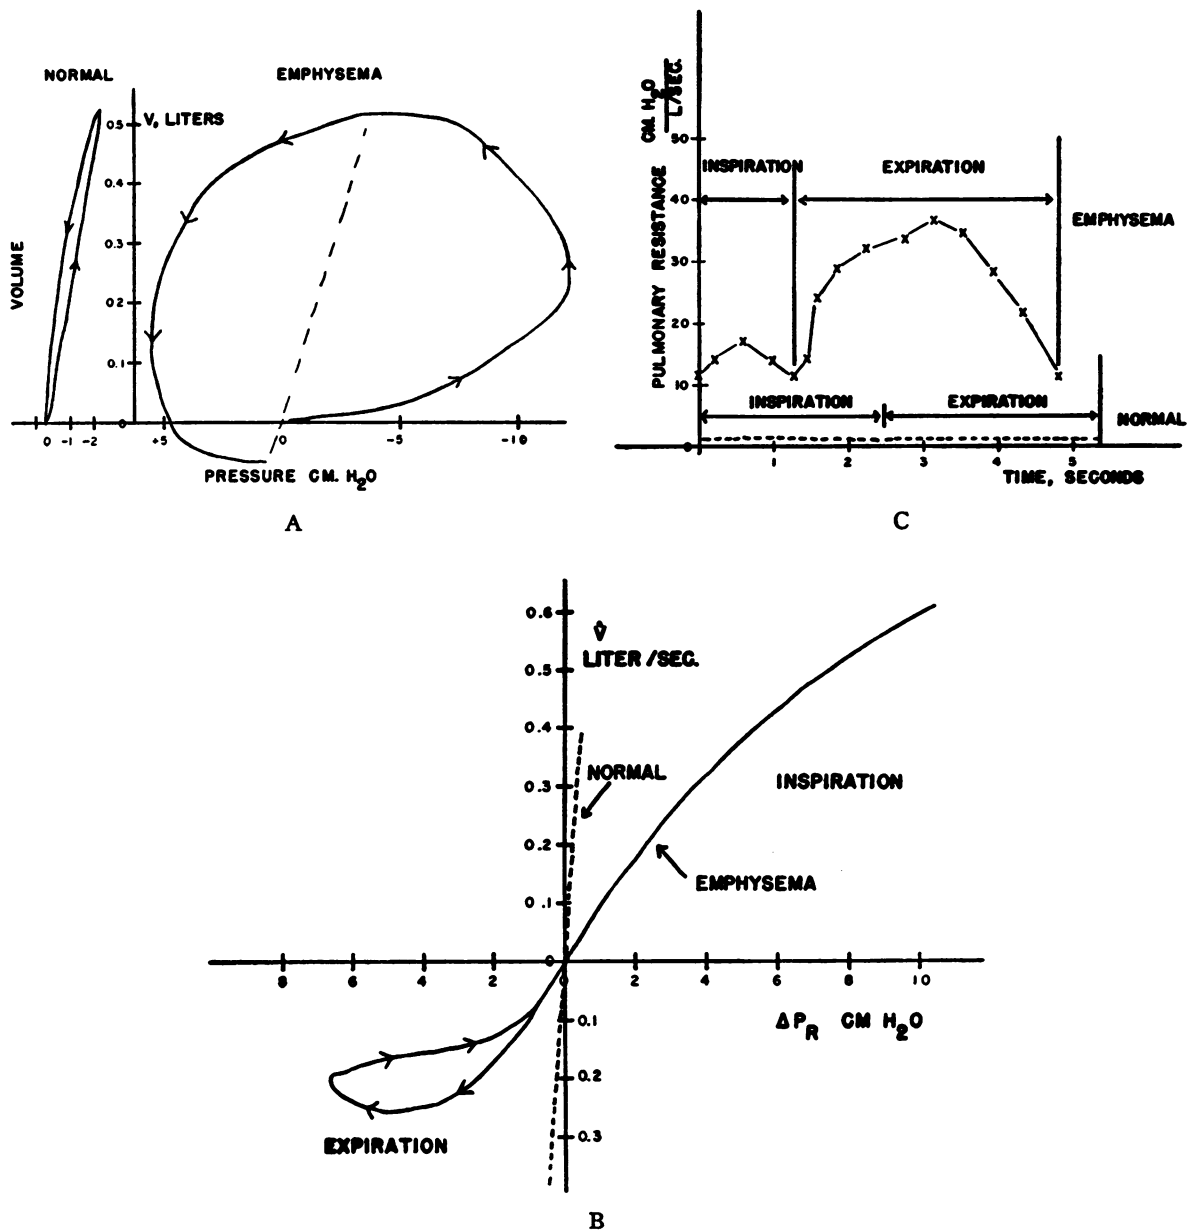 NORMAL
EMPHYSEMA
V, LITERS
VOLUME
0.5
0.4
0.3
0.2
0.1
0
0 -1 -2
+5 0 -5 -10
PRESSURE CM. H2O
A
PULMONARY RESISTANCE CM. H2O L/SEC.
50
40
30
20
10
0
INSPIRATION EXPIRATION
EMPHYSEMA
INSPIRATION EXPIRATION
NORMAL
1 2 3 4 5
TIME, SECONDS
C
0.6
0.5
0.4
0.3
0.2
0.1
0
V̇
LITER/SEC.
NORMAL
INSPIRATION
EMPHYSEMA
8 6 4 2 0 2 4 6 8 10
ΔPR CM H2O
0.1
0.2
0.3
EXPIRATION
B